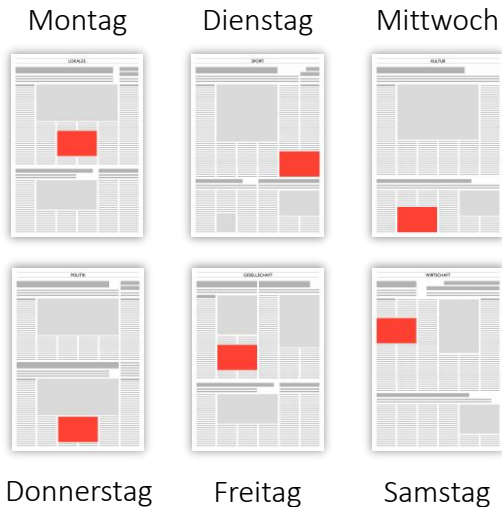 Montag Dienstag Mittwoch
LOKALES SPORT KULTUR
POLITIK GESELLSCHAFT WIRTSCHAFT
Donnerstag Freitag Samstag